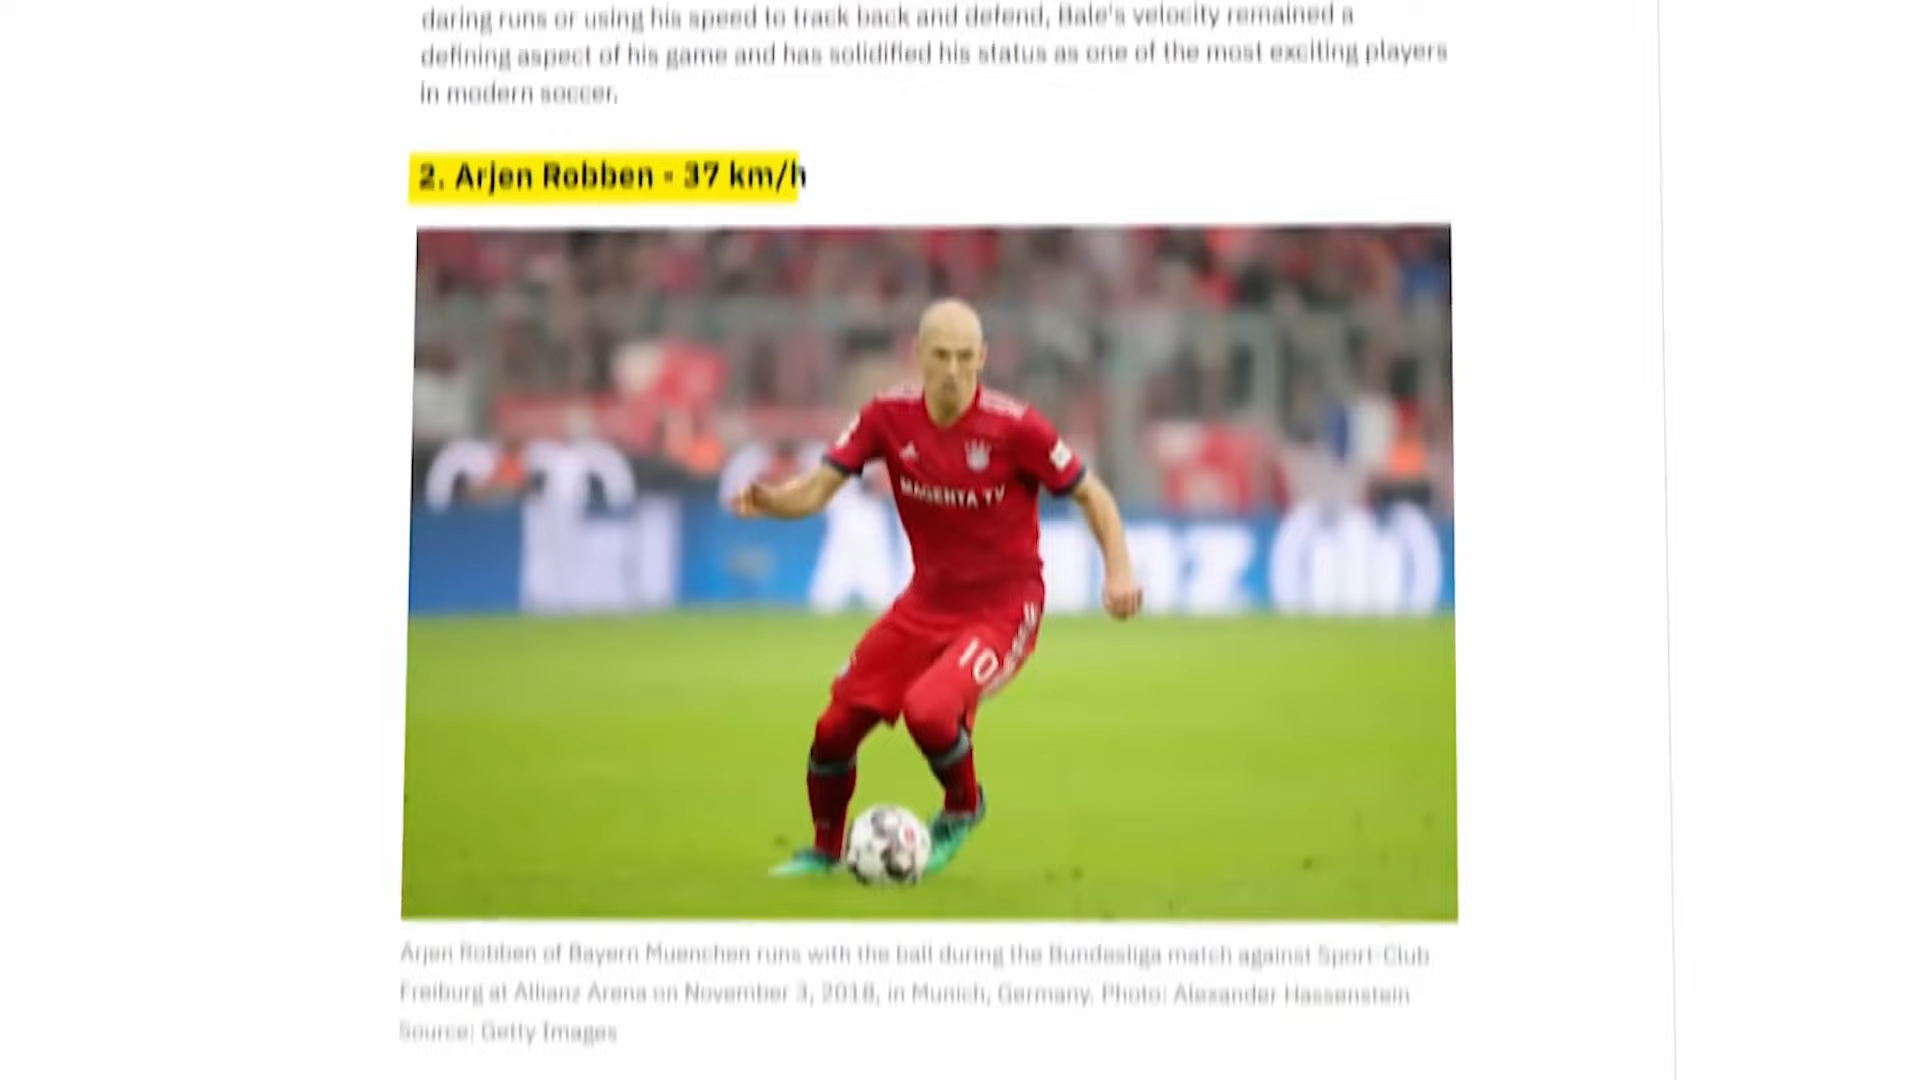 daring runs or using his speed to track back and defend, Bale's velocity remained a
defining aspect of his game and has solidified his status as one of the most exciting players
in modern soccer.
2. Arjen Robben - 37 km/h
MAGENTA TV
10
Arjen Robben of Bayern Muenchen runs with the ball during the Bundesliga match against Sport-Club
Freiburg at Allianz Arena on November 3, 2018, in Munich, Germany. Photo: Alexander Hassenstein
Source: Getty Images